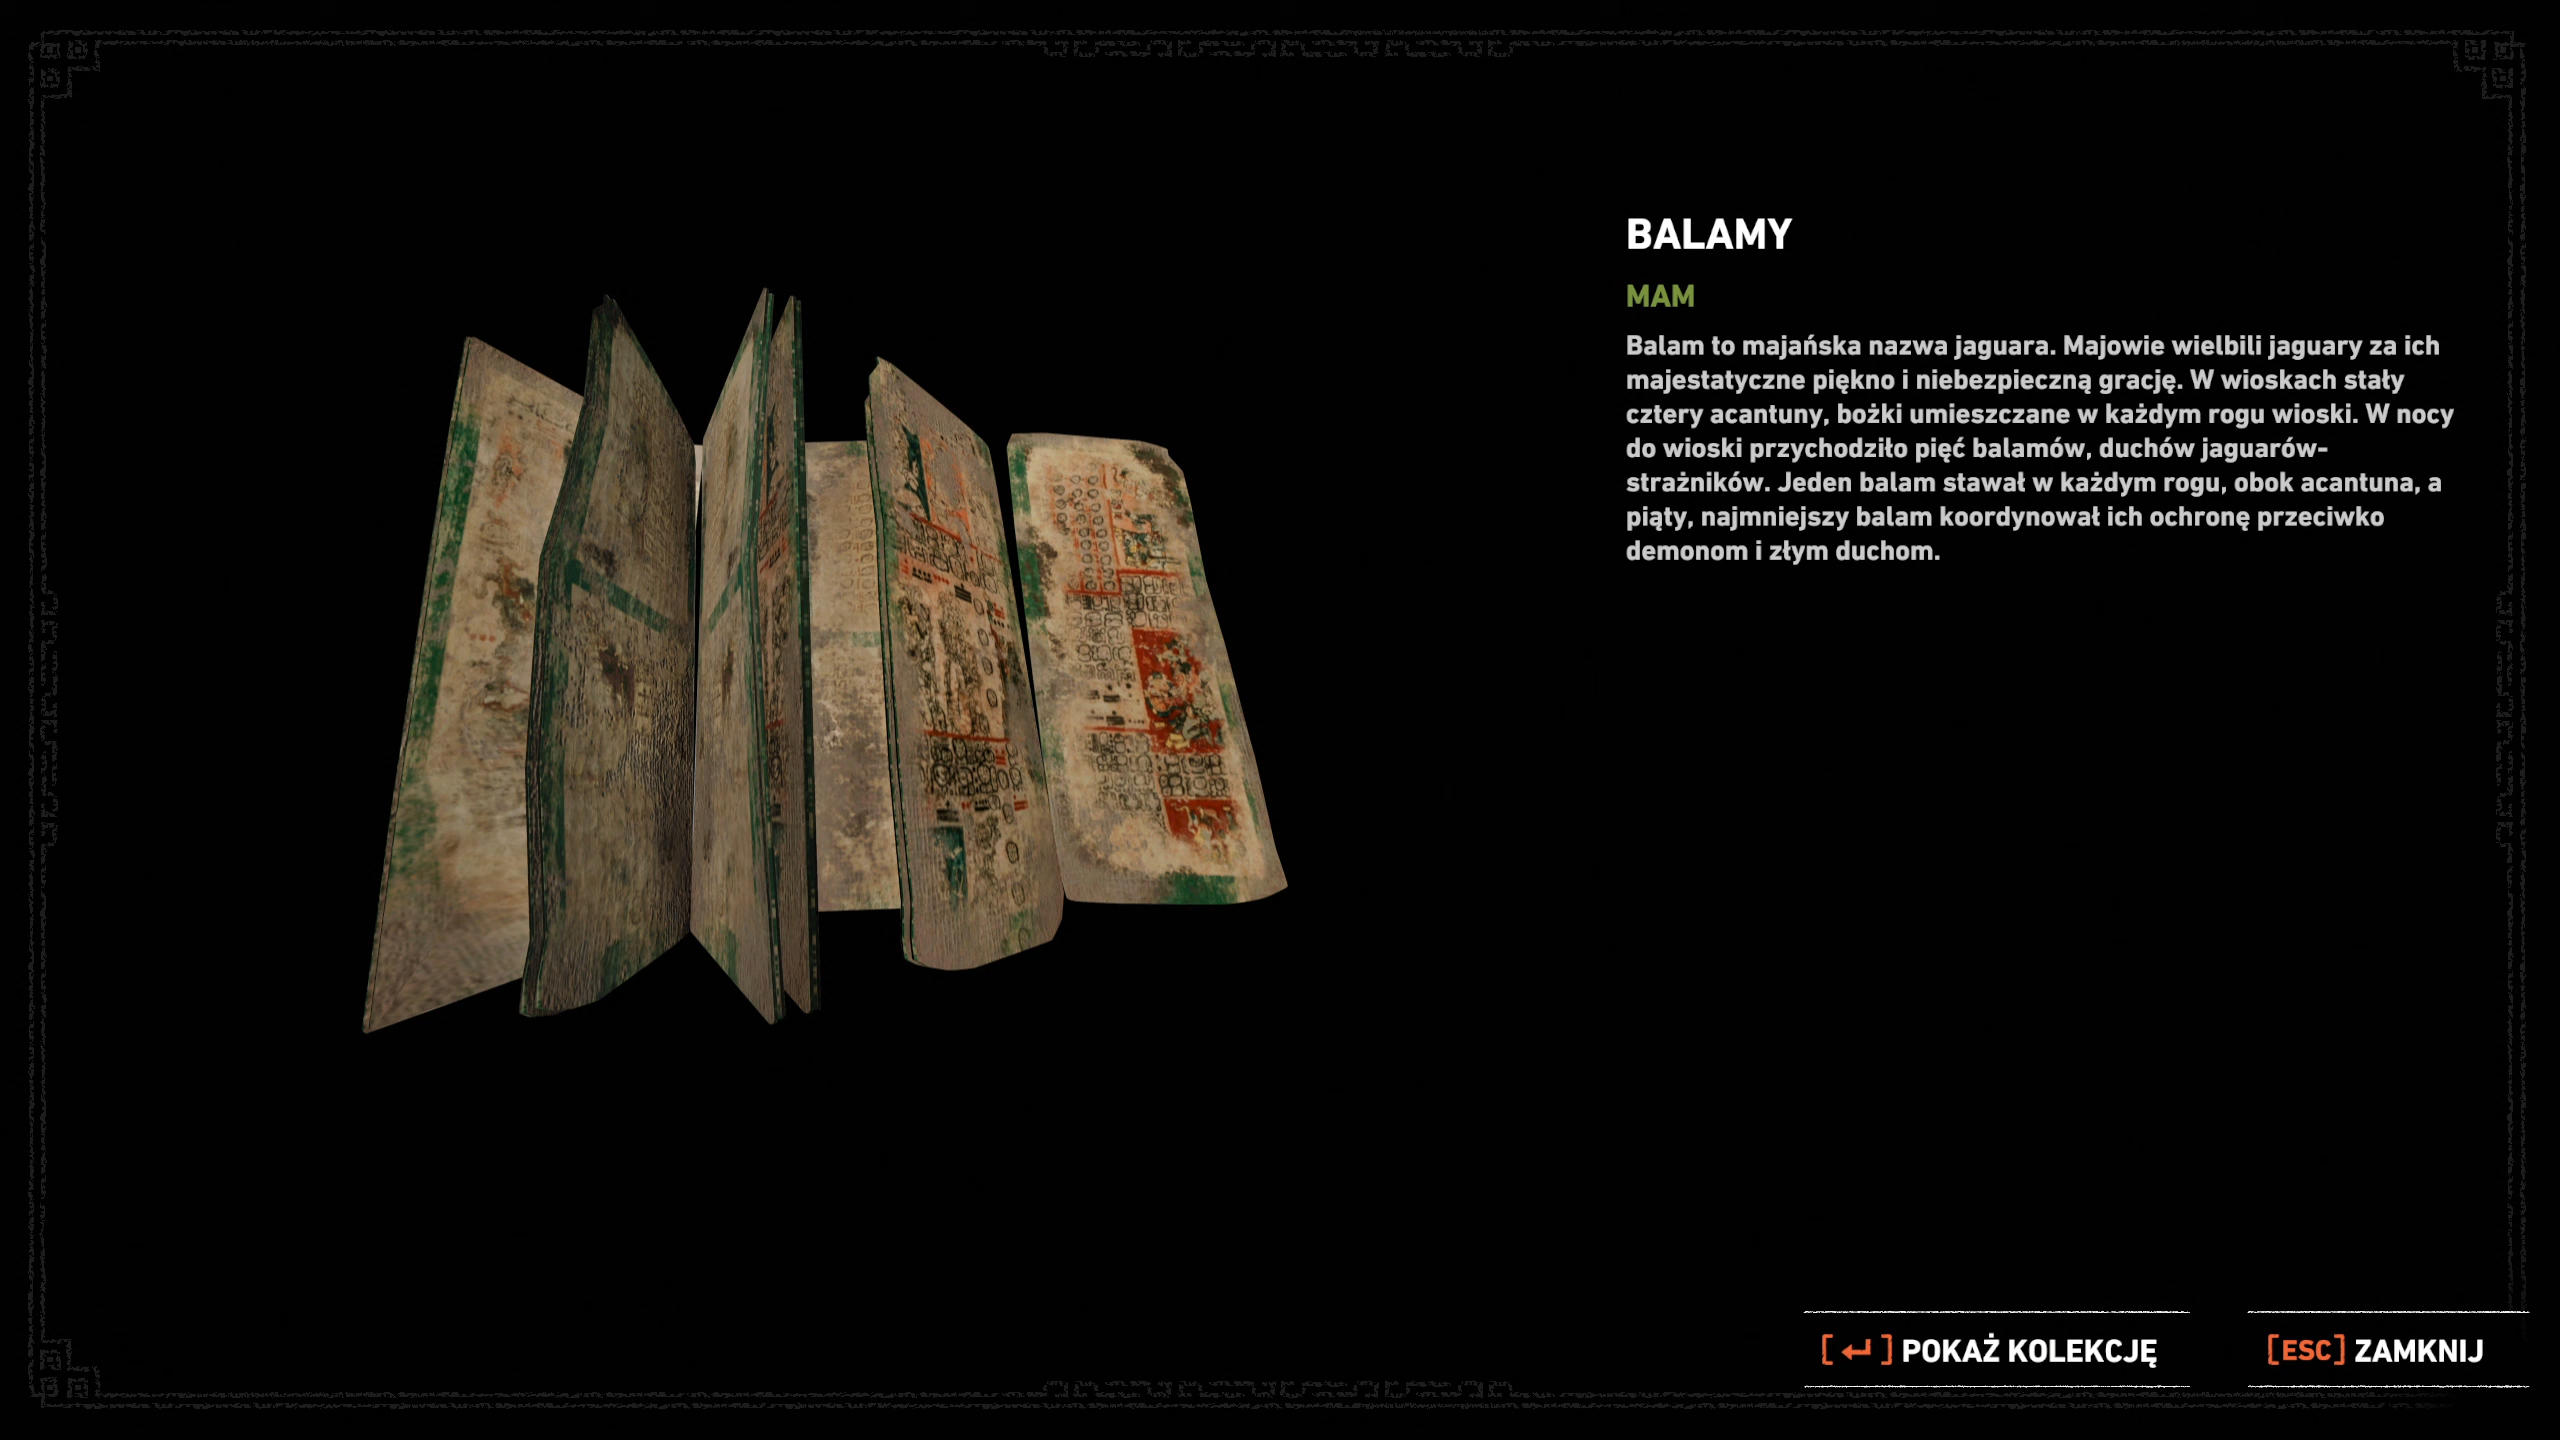 BALAMY
MAM
Balam to majańska nazwa jaguara. Majowie wielbili jaguary za ich
majestatyczne piękno i niebezpieczną grację. W wioskach stały
cztery acantuny, bożki umieszczane w każdym rogu wioski. W nocy
do wioski przychodziło pięć balamów, duchów jaguarów-
strażników. Jeden balam stawał w każdym rogu, obok acantuna, a
piąty, najmniejszy balam koordynował ich ochronę przeciwko
demonom i złym duchom.
[↵] POKAŻ KOLEKCJĘ
[ESC] ZAMKNIJ